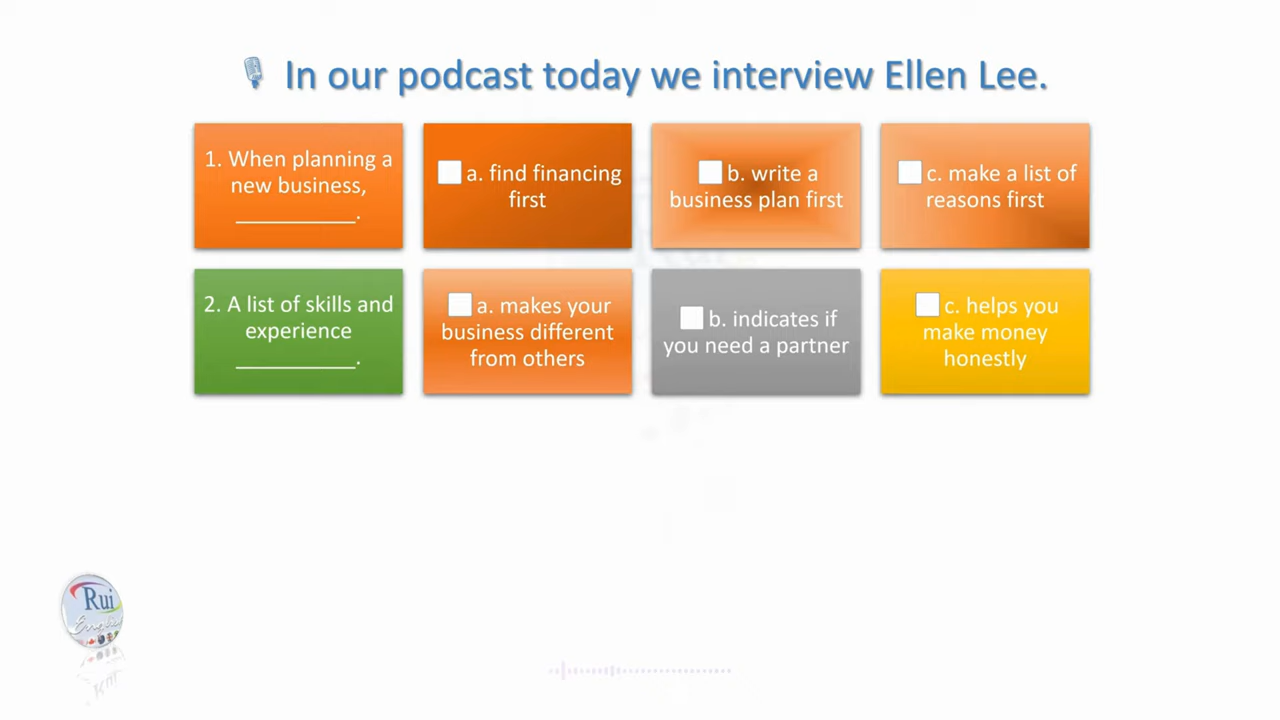 In our podcast today we interview Ellen Lee.
1. When planning a
new business,
___________.
a. find financing
first
b. write a
business plan first
c. make a list of
reasons first
2. A list of skills and
experience
___________.
a. makes your
business different
from others
b. indicates if
you need a partner
c. helps you
make money
honestly
Rui
English